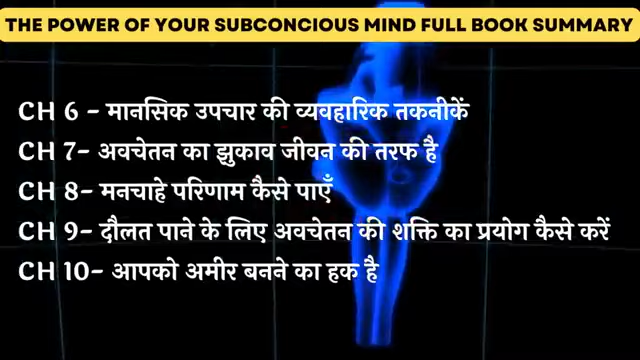 THE POWER OF YOUR SUBCONCIOUS MIND FULL BOOK SUMMARY
CH 6 - मानसिक उपचार की व्यवहारिक तकनीकें
CH 7- अवचेतन का झुकाव जीवन की तरफ है
CH 8- मनचाहे परिणाम कैसे पाएँ
CH 9- दौलत पाने के लिए अवचेतन की शक्ति का प्रयोग कैसे करें
CH 10- आपको अमीर बनने का हक है